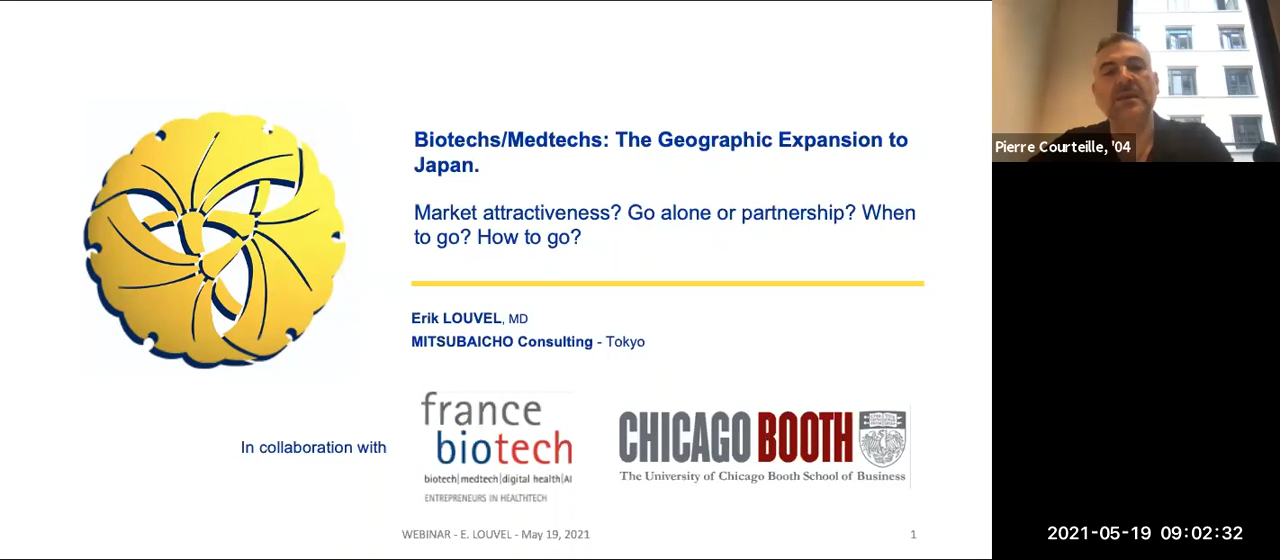 Biotechs/Medtechs: The Geographic Expansion to
Japan.
Market attractiveness? Go alone or partnership? When
to go? How to go?
Erik LOUVEL, MD
MITSUBAICHO Consulting - Tokyo
In collaboration with
france
biotech
biotech|medtech|digital health|AI
ENTREPRENEURS IN HEALTHTECH
CHICAGO BOOTH
The University of Chicago Booth School of Business
WEBINAR - E. LOUVEL - May 19, 2021
1
Pierre Courteille, '04
2021-05-19 09:02:32